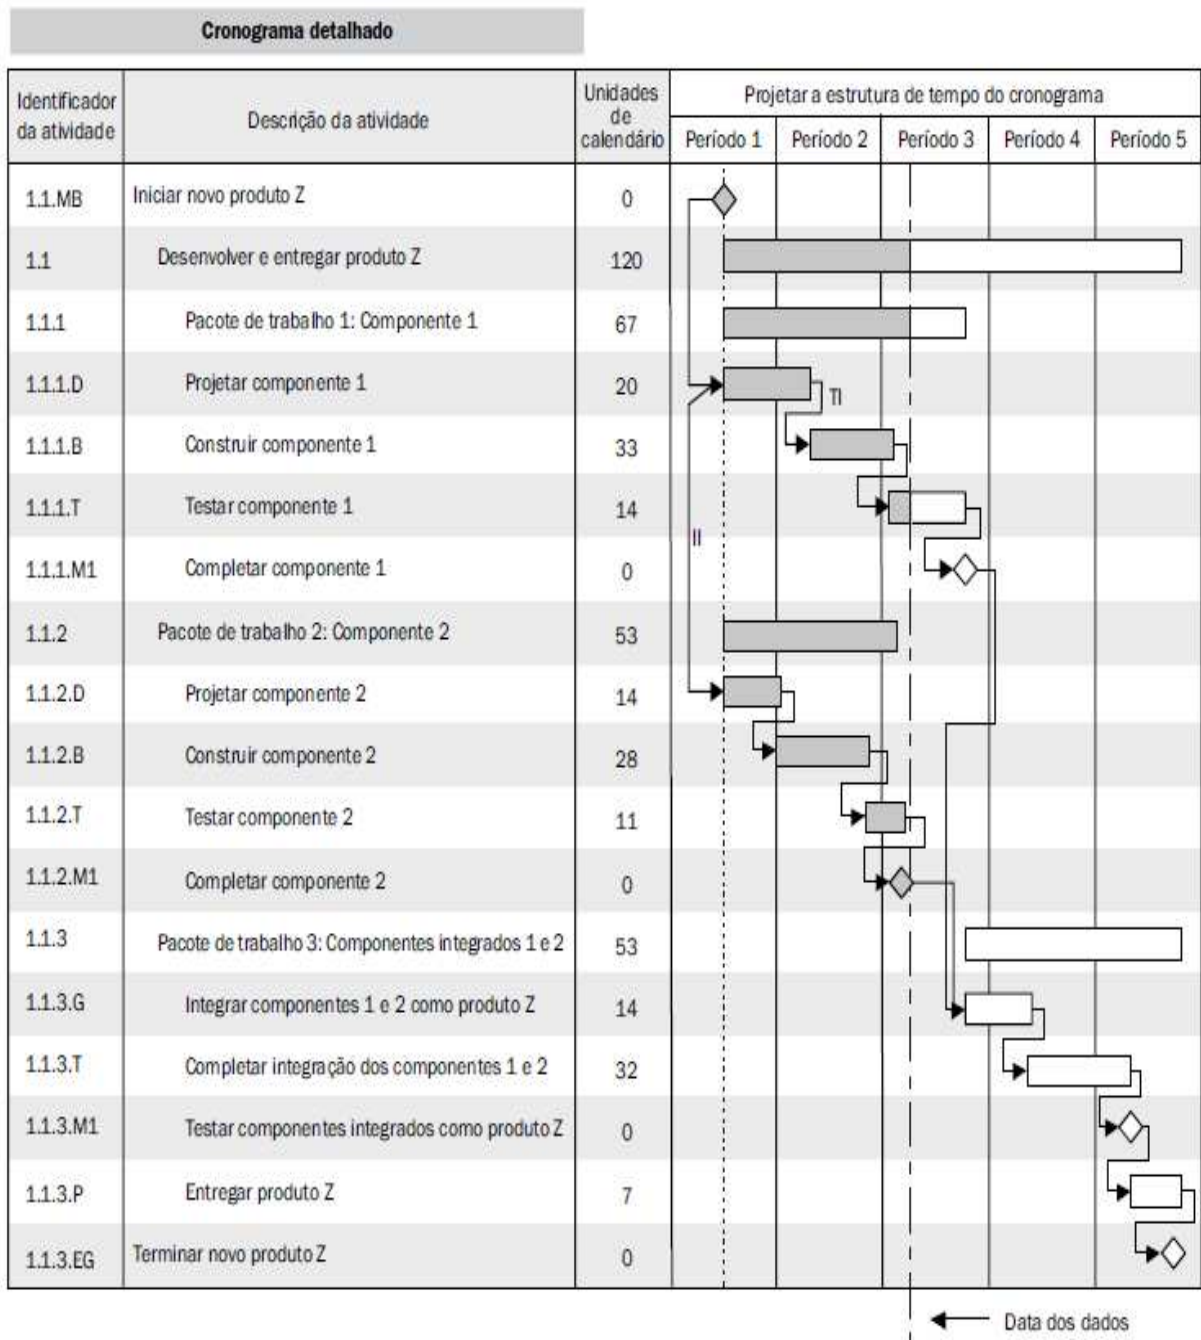 Cronograma detalhado
Identificador
da atividade
Descrição da atividade
Unidades
de
calendário
Projetar a estrutura de tempo do cronograma
Período 1 Período 2 Período 3 Período 4 Período 5
1.1.MB Iniciar novo produto Z 0
1.1 Desenvolver e entregar produto Z 120
1.1.1 Pacote de trabalho 1: Componente 1 67
1.1.1.D Projetar componente 1 20
TI
1.1.1.B Construir componente 1 33
1.1.1.T Testar componente 1 14
II
1.1.1.M1 Completar componente 1 0
1.1.2 Pacote de trabalho 2: Componente 2 53
1.1.2.D Projetar componente 2 14
1.1.2.B Construir componente 2 28
1.1.2.T Testar componente 2 11
1.1.2.M1 Completar componente 2 0
1.1.3 Pacote de trabalho 3: Componentes integrados 1 e 2 53
1.1.3.G Integrar componentes 1 e 2 como produto Z 14
1.1.3.T Completar integração dos componentes 1 e 2 32
1.1.3.M1 Testar componentes integrados como produto Z 0
1.1.3.P Entregar produto Z 7
1.1.3.EG Terminar novo produto Z 0
Data dos dados